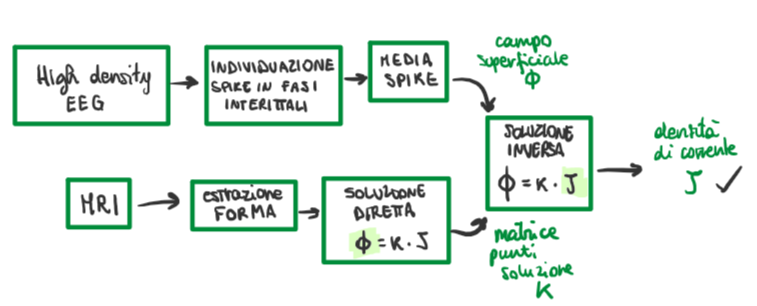 High density
EEG
INDIVIDUAZIONE
SPIKE IN FASI
INTERITTALI
MEDIA
SPIKE
campo
superficiale
Φ
MRI
estrazione
FORMA
SOLUZIONE
DIRETTA
Φ = K · J
SOLUZIONE
INVERSA
Φ = K · J
matrice
punti
soluzione
K
densità
di corrente
J ✓